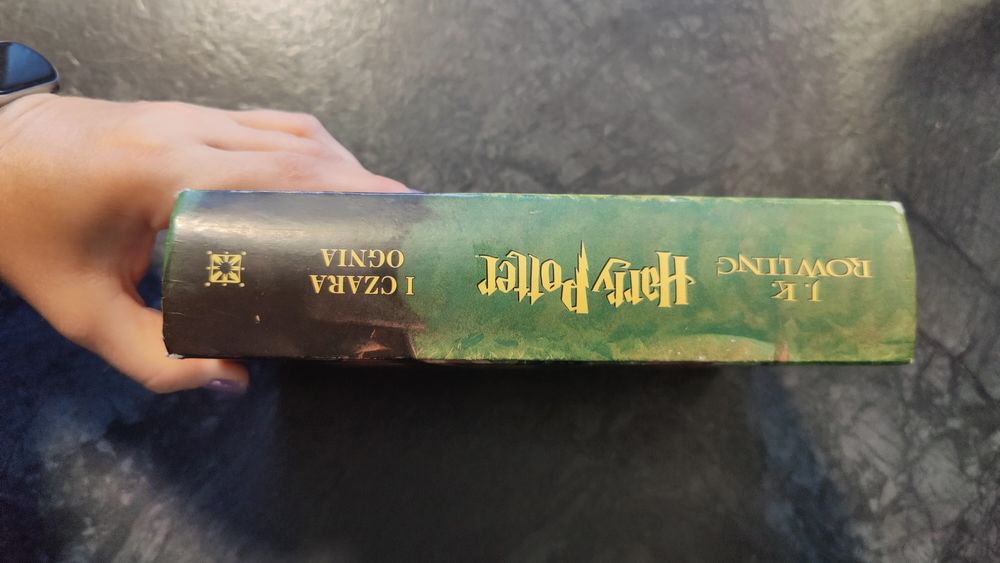 J. K.
ROWLING
Harry Potter
I CZARA
OGNIA